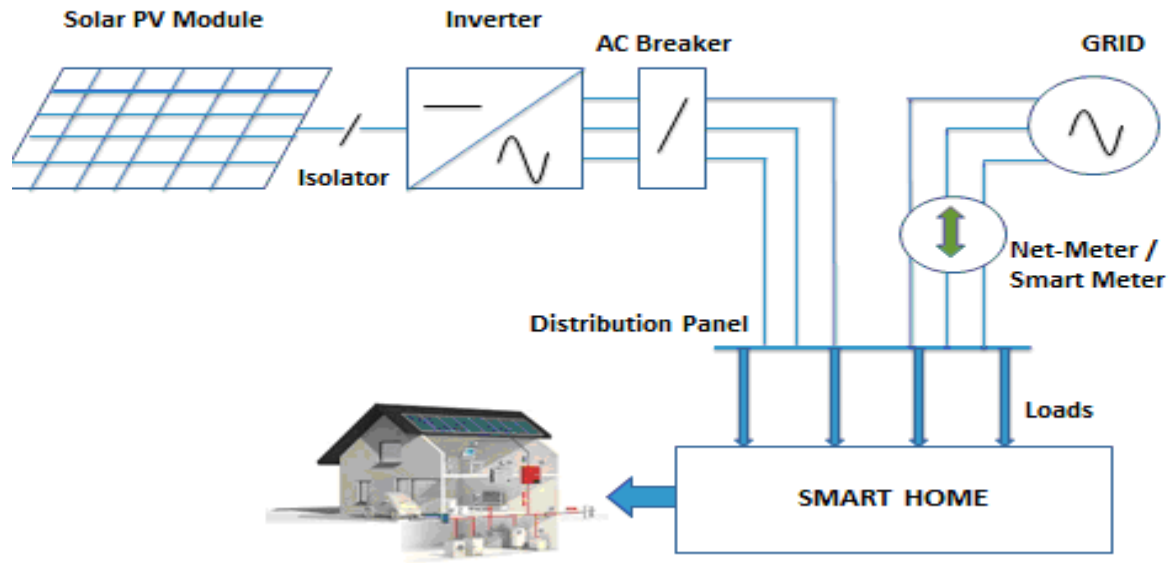 Solar PV Module
Inverter
AC Breaker
GRID
Isolator
Net-Meter /
Smart Meter
Distribution Panel
Loads
SMART HOME